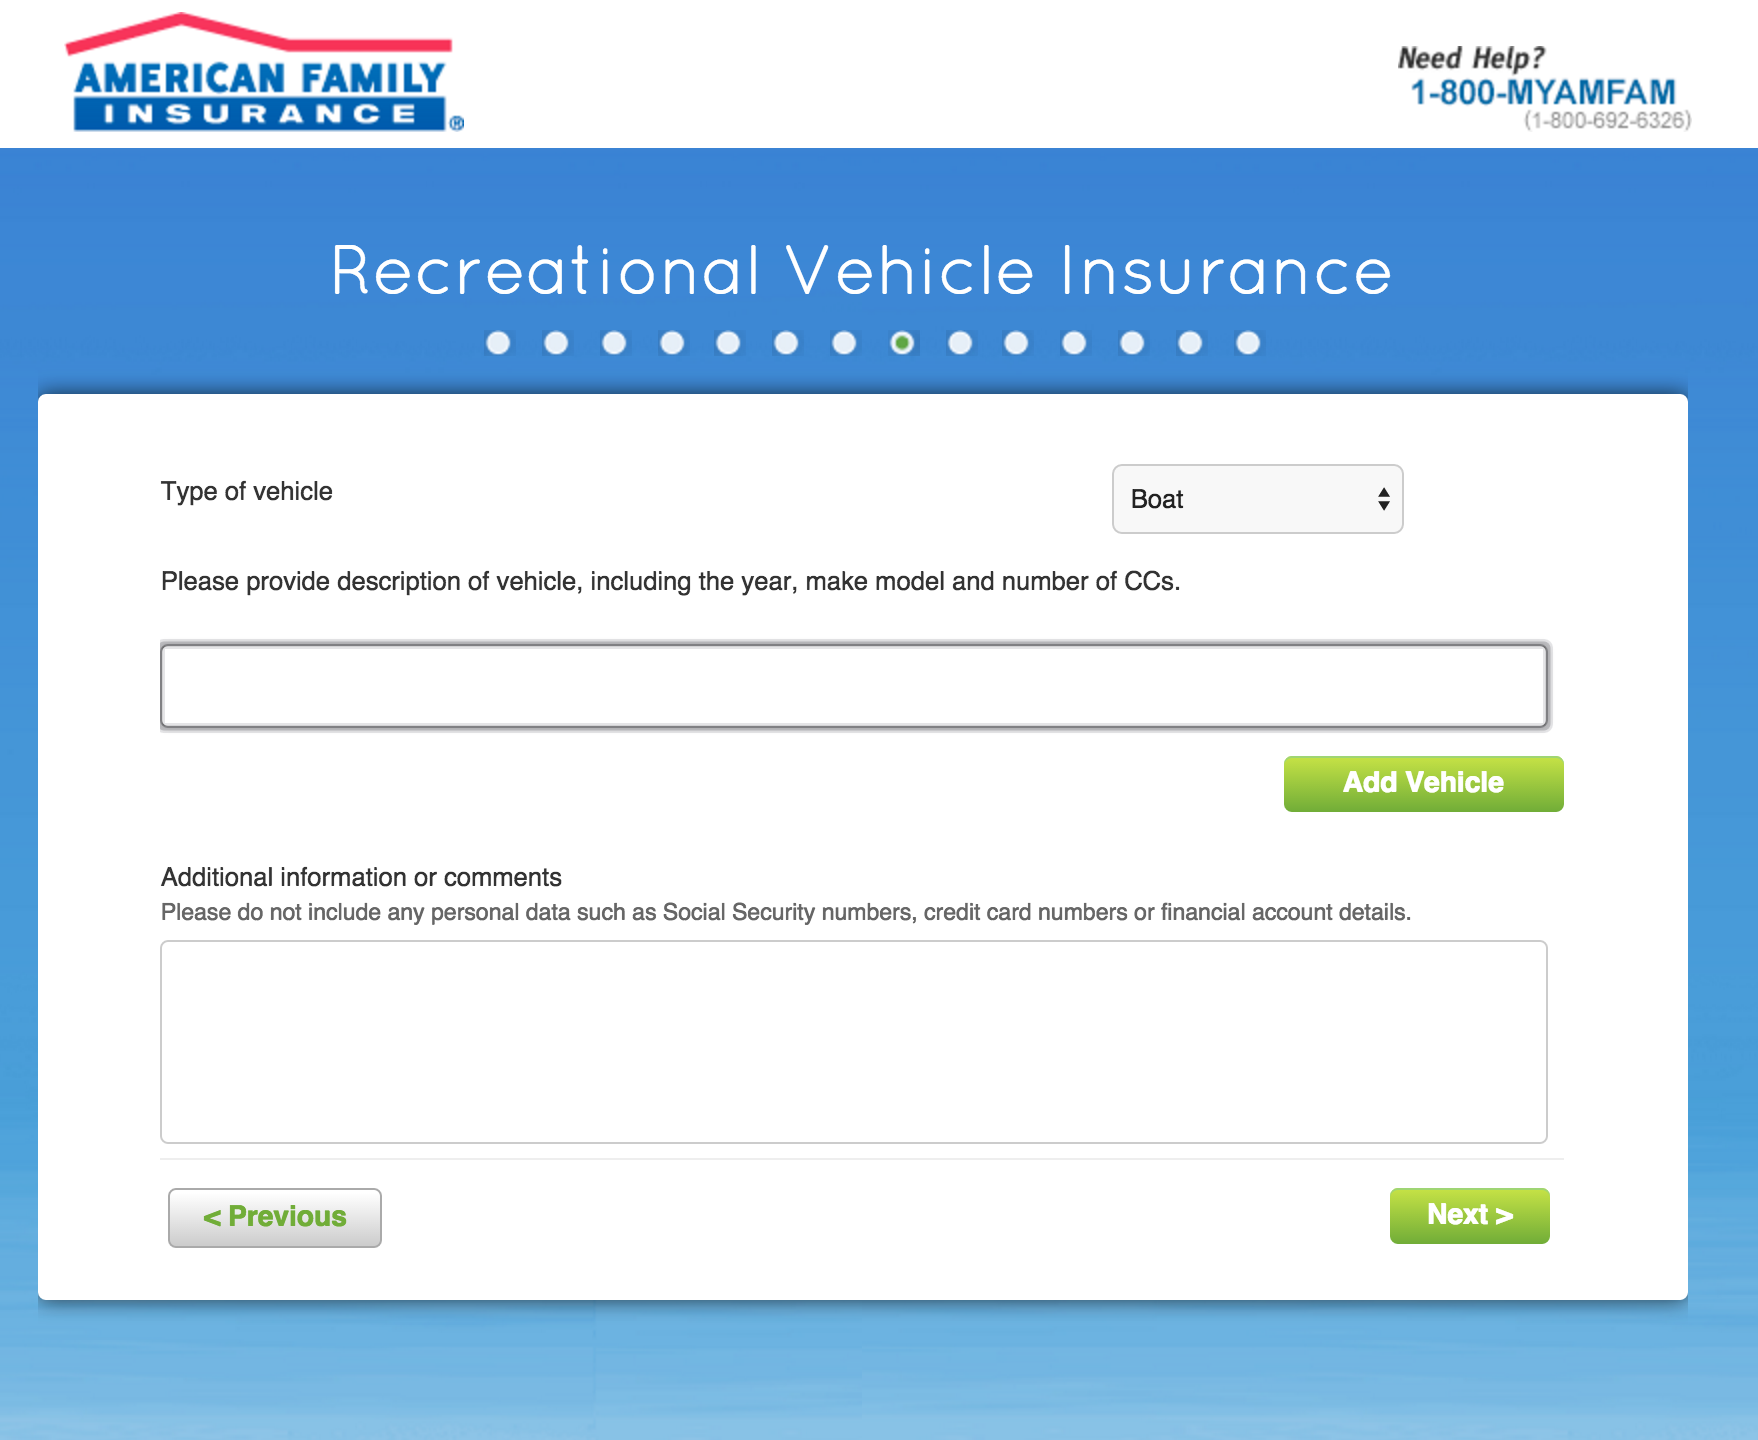 AMERICAN FAMILY
INSURANCE®
Need Help?
1-800-MYAMFAM
(1-800-692-6326)
Recreational Vehicle Insurance
Type of vehicle
Boat
Please provide description of vehicle, including the year, make model and number of CCs.
Add Vehicle
Additional information or comments
Please do not include any personal data such as Social Security numbers, credit card numbers or financial account details.
< Previous
Next >